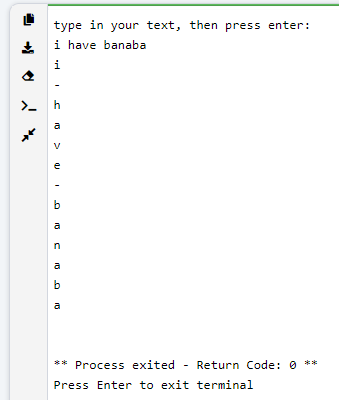 type in your text, then press enter:
i have banaba
i
-
h
a
v
e
-
b
a
n
a
b
a
** Process exited - Return Code: 0 **
Press Enter to exit terminal